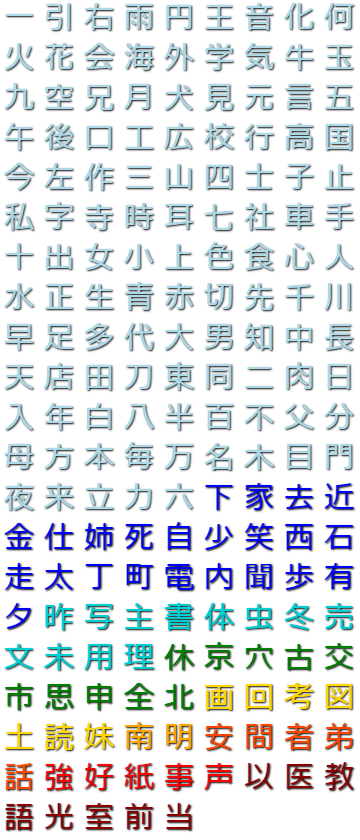 一引右雨円王音化何
火花会海外学気牛玉
九空兄月犬見元言五
午後口工広校行高国
今左作三山四士子止
私字寺時耳七社車手
十出女小上色食心人
水正生青赤切先千川
早足多代大男知中長
天店田刀東同二肉日
入年白八半百不父分
母方本毎万名木目門
夜来立力六下家去近
金仕姉死自少笑西石
走太丁町電内聞歩有
夕昨写主書体虫冬売
文未用理休京穴古交
市思申全北画回考図
土読妹南明安間者弟
話強好紙事声以医教
語光室前当